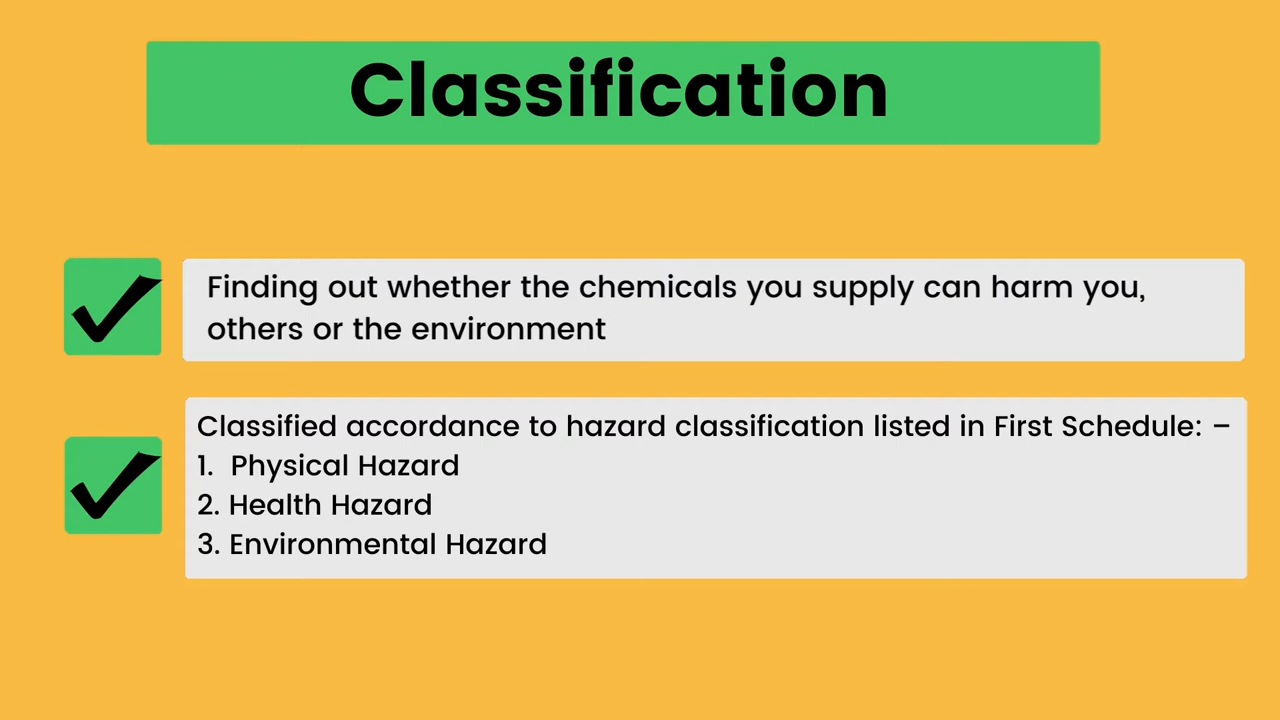 Classification
Finding out whether the chemicals you supply can harm you,
others or the environment
Classified accordance to hazard classification listed in First Schedule: –
1. Physical Hazard
2. Health Hazard
3. Environmental Hazard